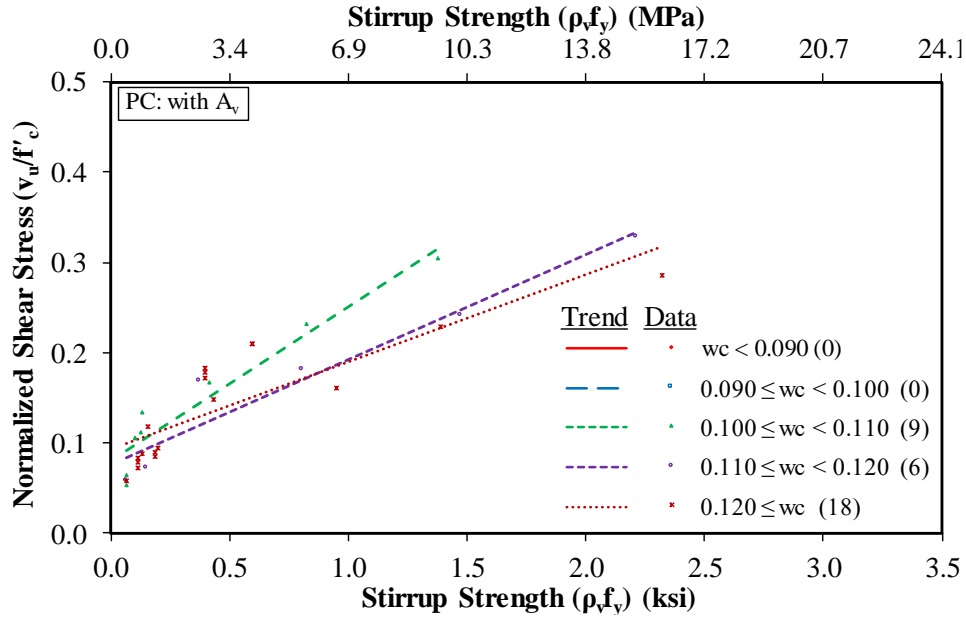 Stirrup Strength (ρvfy) (MPa)
0.0 3.4 6.9 10.3 13.8 17.2 20.7 24.1
PC: with Av
Normalized Shear Stress (vu/f'c)
0.5
0.4
0.3
0.2
0.1
0.0
Trend Data
wc < 0.090 (0)
0.090 ≤ wc < 0.100 (0)
0.100 ≤ wc < 0.110 (9)
0.110 ≤ wc < 0.120 (6)
0.120 ≤ wc (18)
0.0 0.5 1.0 1.5 2.0 2.5 3.0 3.5
Stirrup Strength (ρvfy) (ksi)